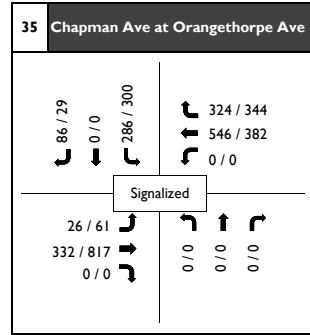 35 Chapman Ave at Orangethorpe Ave
86 / 29
0 / 0
286 / 300
324 / 344
546 / 382
0 / 0
Signalized
26 / 61
332 / 817
0 / 0
0 / 0
0 / 0
0 / 0